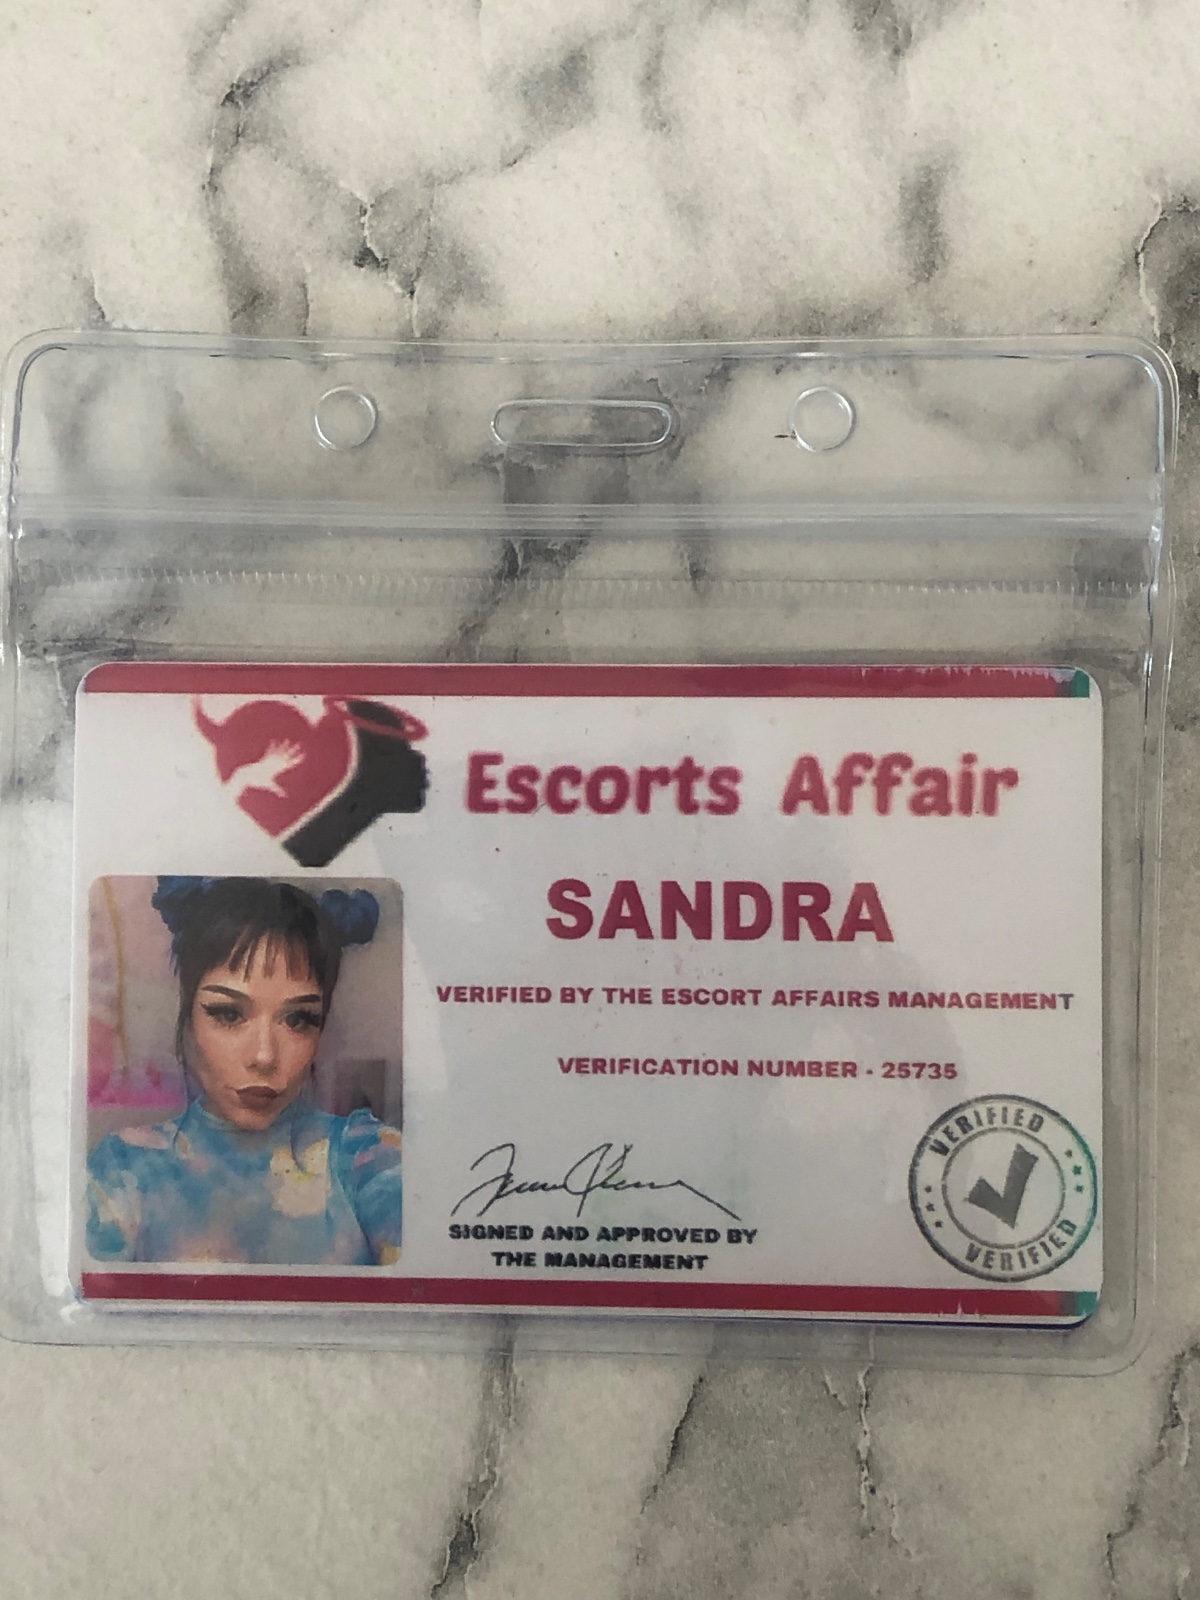 Escorts Affair
SANDRA
VERIFIED BY THE ESCORT AFFAIRS MANAGEMENT
VERIFICATION NUMBER - 25735
SIGNED AND APPROVED BY
THE MANAGEMENT
VERIFIED
VERIFIED